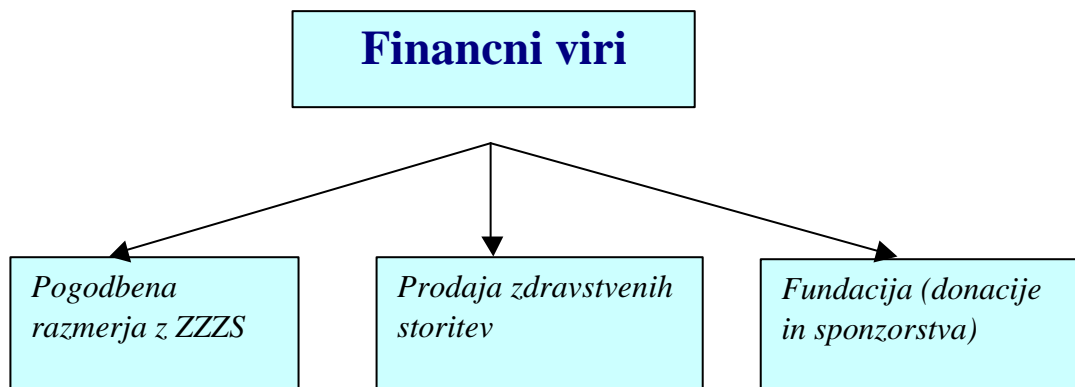 Financni viri
Pogodbena
razmerja z ZZZS
Prodaja zdravstvenih
storitev
Fundacija (donacije
in sponzorstva)